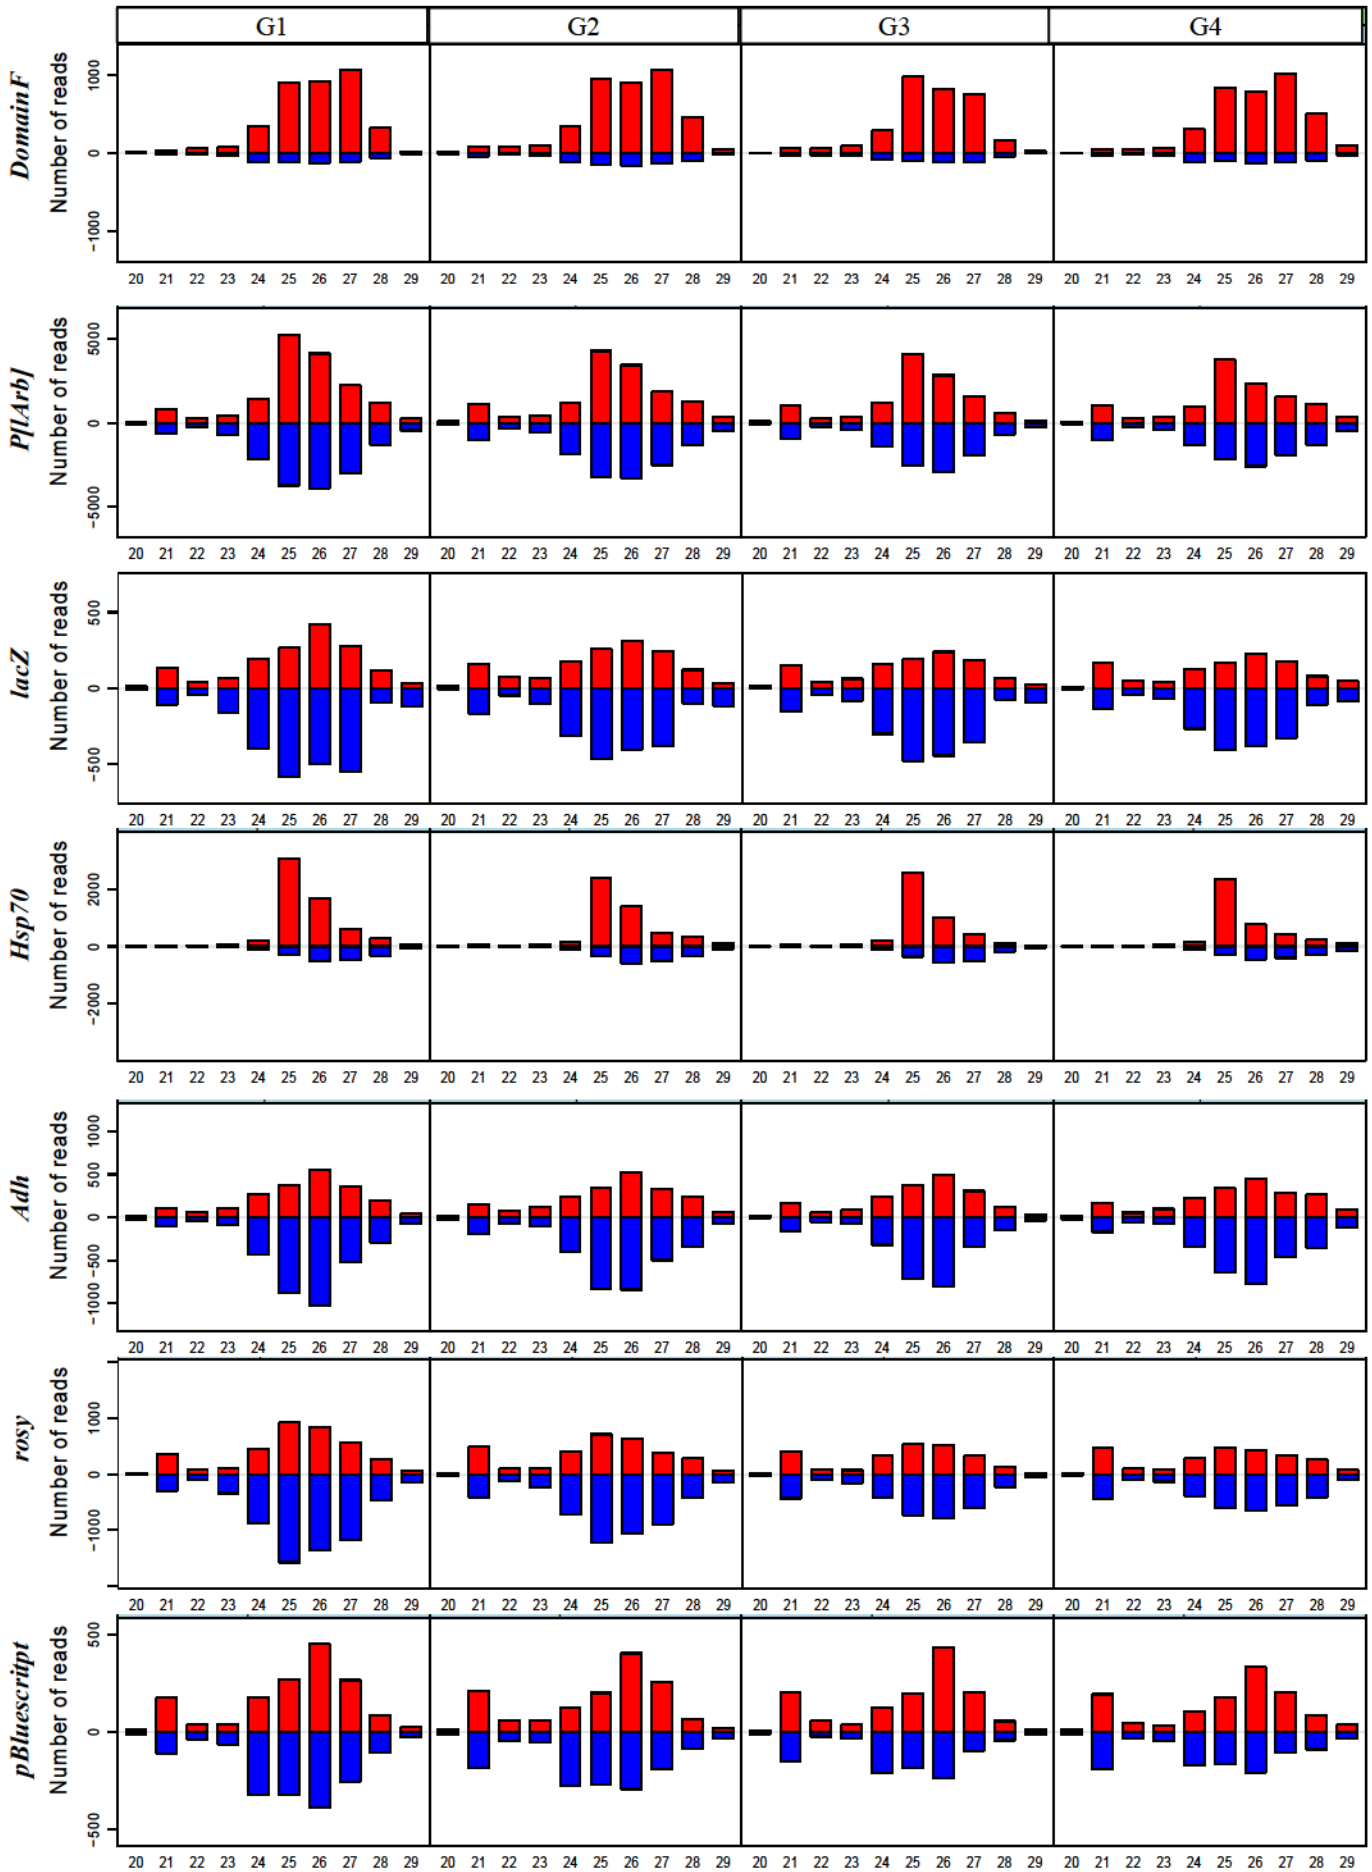 G1 G2 G3 G4
DomainF
Number of reads
1000
0
-1000
20 21 22 23 24 25 26 27 28 29 20 21 22 23 24 25 26 27 28 29 20 21 22 23 24 25 26 27 28 29 20 21 22 23 24 25 26 27 28 29
P[lArb]
Number of reads
5000
0
-5000
20 21 22 23 24 25 26 27 28 29 20 21 22 23 24 25 26 27 28 29 20 21 22 23 24 25 26 27 28 29 20 21 22 23 24 25 26 27 28 29
lacZ
Number of reads
500
0
-500
20 21 22 23 24 25 26 27 28 29 20 21 22 23 24 25 26 27 28 29 20 21 22 23 24 25 26 27 28 29 20 21 22 23 24 25 26 27 28 29
Hsp70
Number of reads
2000
0
-2000
20 21 22 23 24 25 26 27 28 29 20 21 22 23 24 25 26 27 28 29 20 21 22 23 24 25 26 27 28 29 20 21 22 23 24 25 26 27 28 29
Adh
Number of reads
1000
500
0
-500
-1000
20 21 22 23 24 25 26 27 28 29 20 21 22 23 24 25 26 27 28 29 20 21 22 23 24 25 26 27 28 29 20 21 22 23 24 25 26 27 28 29
rosy
Number of reads
1000
0
-1000
20 21 22 23 24 25 26 27 28 29 20 21 22 23 24 25 26 27 28 29 20 21 22 23 24 25 26 27 28 29 20 21 22 23 24 25 26 27 28 29
pBluescritpt
Number of reads
500
0
-500
20 21 22 23 24 25 26 27 28 29 20 21 22 23 24 25 26 27 28 29 20 21 22 23 24 25 26 27 28 29 20 21 22 23 24 25 26 27 28 29